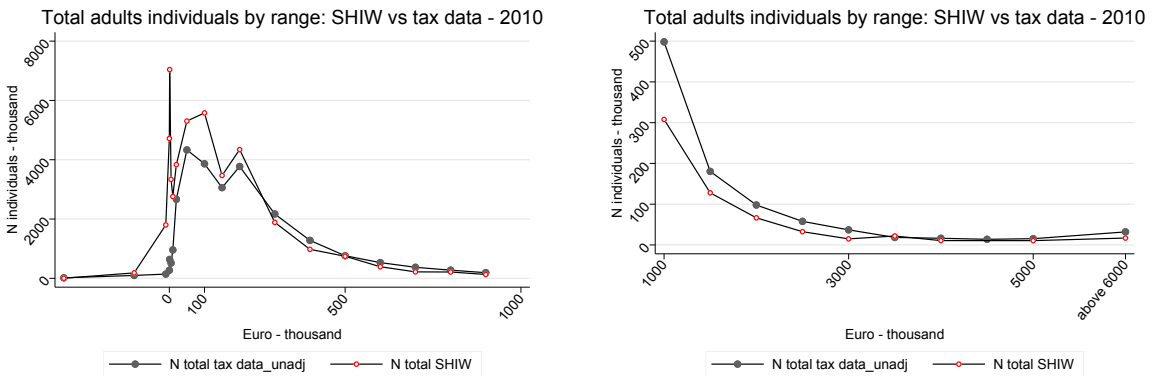 Total adults individuals by range: SHIW vs tax data - 2010
N individuals - thousand
8000
6000
4000
2000
0
0
100
500
1000
Euro - thousand
N total tax data_unadj
N total SHIW
Total adults individuals by range: SHIW vs tax data - 2010
N individuals - thousand
500
400
300
200
100
0
1000
3000
5000
above 6000
Euro - thousand
N total tax data_unadj
N total SHIW